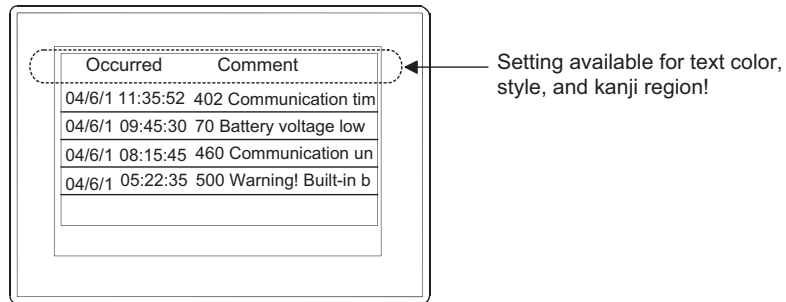 Occurred Comment
04/6/1 11:35:52 402 Communication tim
04/6/1 09:45:30 70 Battery voltage low
04/6/1 08:15:45 460 Communication un
04/6/1 05:22:35 500 Warning! Built-in b
Setting available for text color,
style, and kanji region!